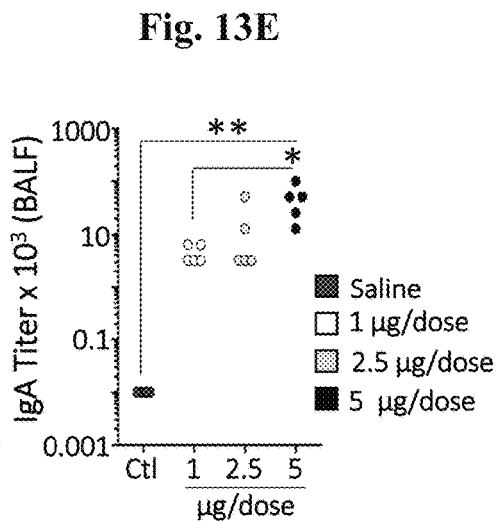 Fig. 13E
IgA Titer x 10³ (BALF)
1000
10
0.1
0.001
**
*
Saline
1 µg/dose
2.5 µg/dose
5 µg/dose
Ctl 1 2.5 5
µg/dose